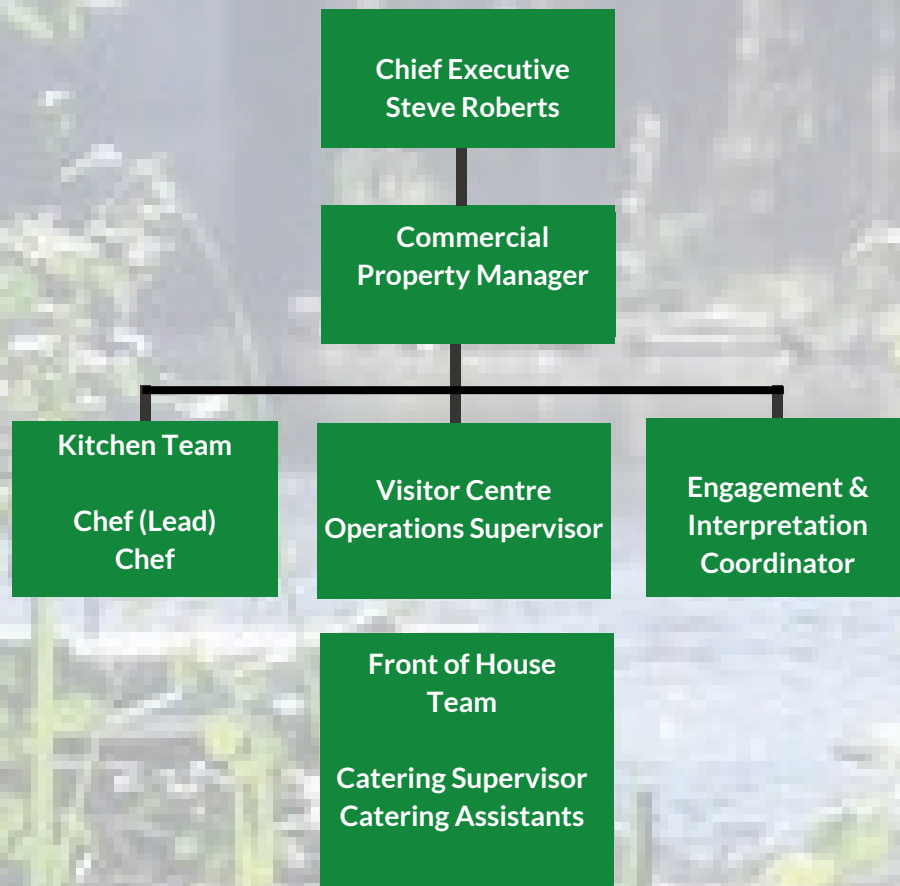 Chief Executive
Steve Roberts
Commercial
Property Manager
Kitchen Team
Chef (Lead)
Chef
Visitor Centre
Operations Supervisor
Engagement &
Interpretation
Coordinator
Front of House
Team
Catering Supervisor
Catering Assistants